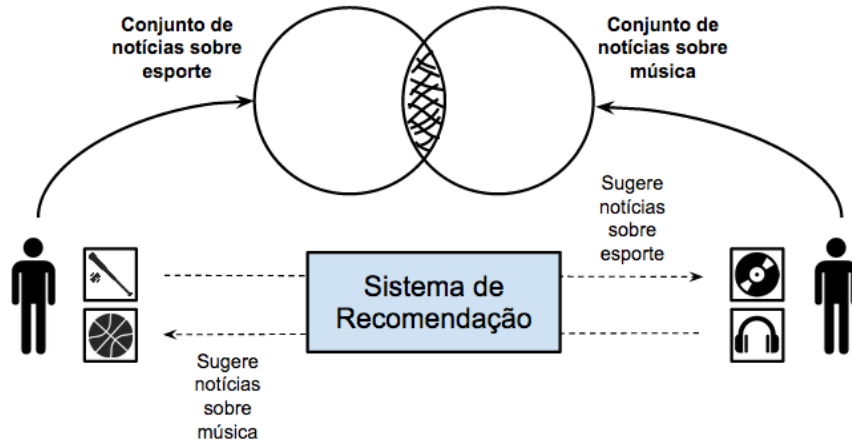 Conjunto de
notícias sobre
esporte
Conjunto de
notícias sobre
música
Sugere
notícias
sobre
esporte
Sistema de
Recomendação
Sugere
notícias
sobre
música